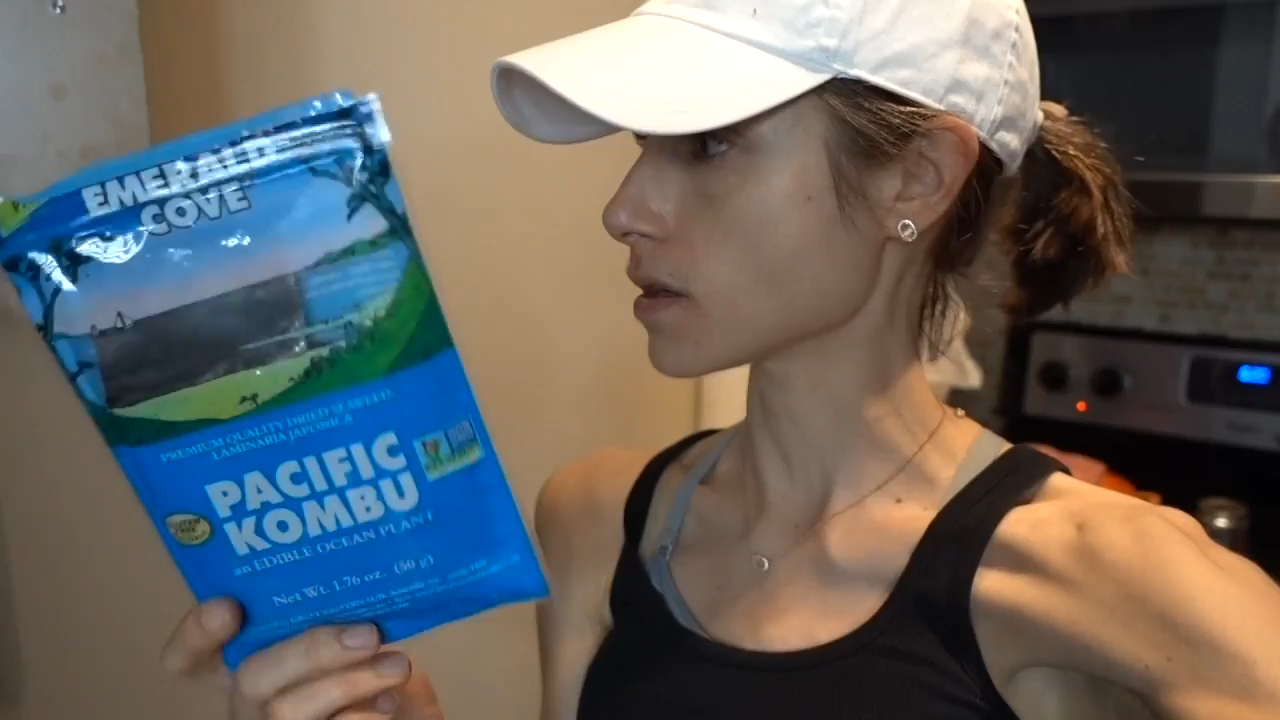 EMERALD
COVE
PREMIUM QUALITY DRIED SEAWEED
LAMINARIA JAPONICA
PACIFIC
KOMBU
an EDIBLE OCEAN PLANT
Net Wt. 1.76 oz. (50 g)